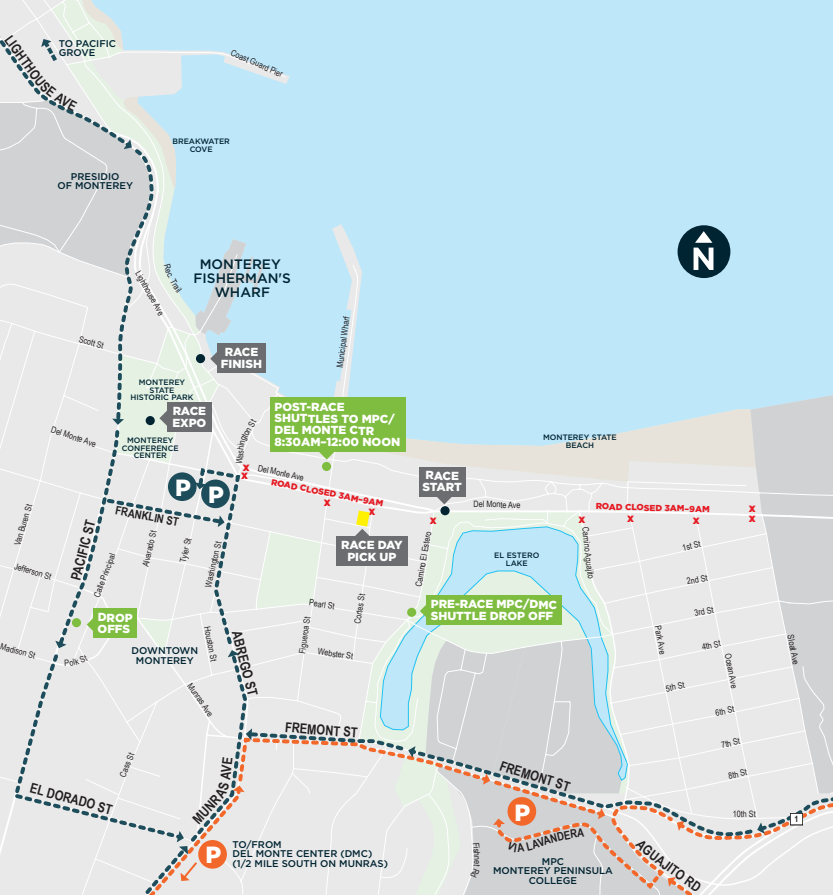 TO PACIFIC
GROVE
LIGHTHOUSE AVE
Coast Guard Pier
BREAKWATER
COVE
PRESIDIO
OF MONTEREY
N
MONTEREY
FISHERMAN'S
WHARF
Rec. Trail
Lighthouse Ave
Municipal Wharf
Scott St
RACE
FINISH
MONTEREY
STATE
HISTORIC PARK
RACE
EXPO
MONTEREY
CONFERENCE
CENTER
Del Monte Ave
Washington St
POST-RACE
SHUTTLES TO MPC/
DEL MONTE CTR
8:30AM–12:00 NOON
MONTEREY STATE
BEACH
RACE
START
Del Monte Ave
ROAD CLOSED 3AM–9AM
x
x
x
x
x
Del Monte Ave
ROAD CLOSED 3AM–9AM
x
x
x
x
x
P
P
FRANKLIN ST
RACE DAY
PICK UP
Van Buren St
PACIFIC ST
Calle Principal
Alvarado St
Tyler St
Washington St
Camino El Estero
EL ESTERO
LAKE
Camino Aguajito
1st St
2nd St
3rd St
4th St
5th St
6th St
7th St
8th St
10th St
Park Ave
Ocean Ave
Sloat Ave
Jefferson St
DROP
OFFS
Pearl St
Cortes St
Figueroa St
Webster St
PRE-RACE MPC/DMC
SHUTTLE DROP OFF
Madison St
Polk St
DOWNTOWN
MONTEREY
Houston St
ABREGO ST
Munras Ave
Cass St
FREMONT ST
FREMONT ST
MUNRAS AVE
EL DORADO ST
P
TO/FROM
DEL MONTE CENTER (DMC)
(1/2 MILE SOUTH ON MUNRAS)
P
VIA LAVANDERA
MPC
MONTEREY PENINSULA
COLLEGE
AGUAJITO RD
1